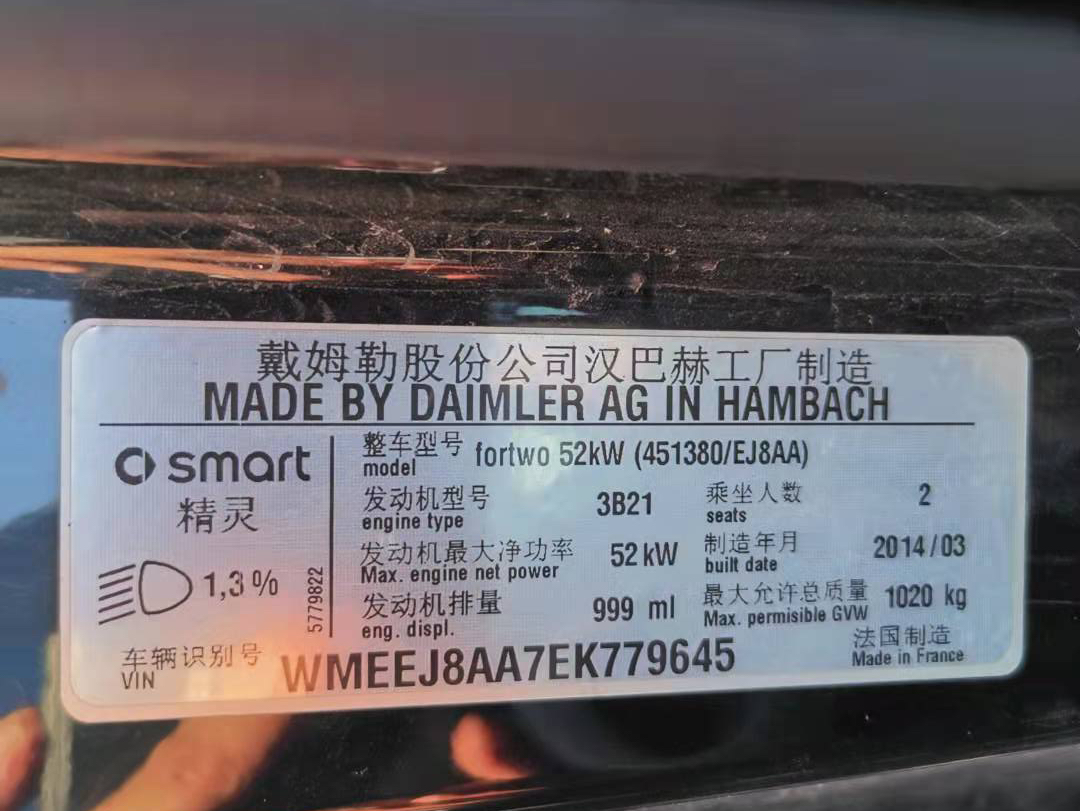 戴姆勒股份公司汉巴赫工厂制造
MADE BY DAIMLER AG IN HAMBACH
smart
精灵
1,3%
5779822
整车型号 fortwo 52kW (451380/EJ8AA)
model
发动机型号 3B21 乘坐人数 2
engine type seats
发动机最大净功率 52 kW 制造年月 2014/03
Max. engine net power built date
发动机排量 999 ml 最大允许总质量 1020 kg
eng. displ. Max. permisible GVW
车辆识别号 WMEEJ8AA7EK779645 法国制造
VIN Made in France